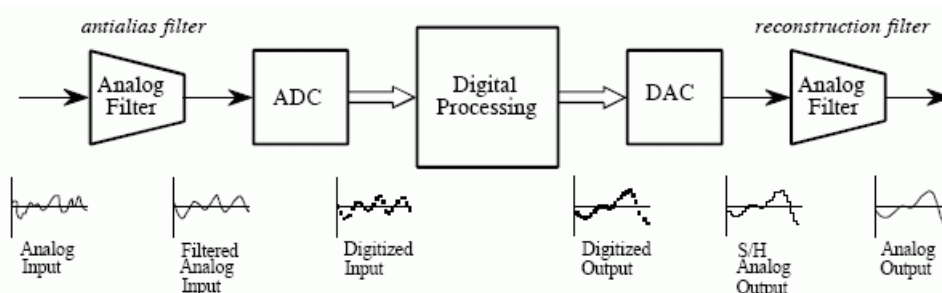 antialias filter
reconstruction filter
Analog
Filter
ADC
Digital
Processing
DAC
Analog
Filter
Analog
Input
Filtered
Analog
Input
Digitized
Input
Digitized
Output
S/H
Analog
Output
Analog
Output